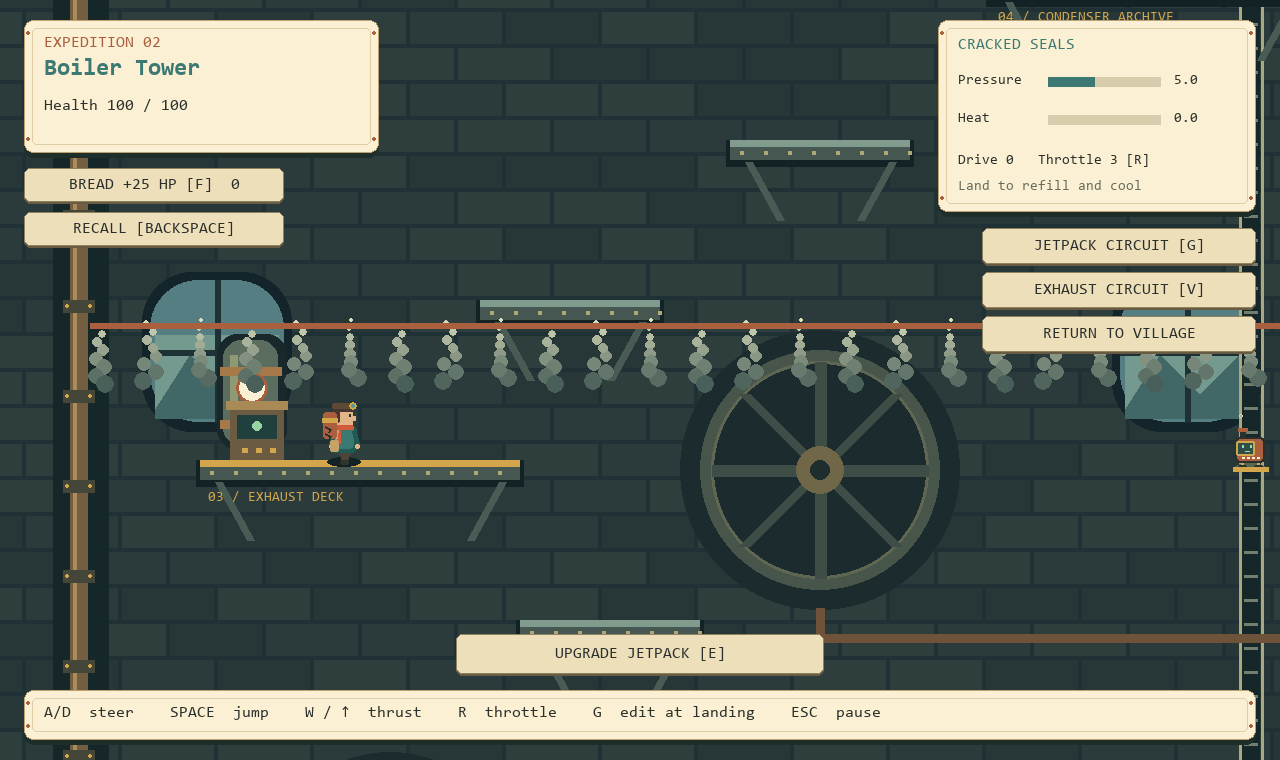 04 / CONDENSER ARCHIVE
EXPEDITION 02
Boiler Tower
Health 100 / 100
BREAD +25 HP [F]  0
RECALL [BACKSPACE]
CRACKED SEALS
Pressure 5.0
Heat 0.0
Drive 0   Throttle 3 [R]
Land to refill and cool
JETPACK CIRCUIT [G]
EXHAUST CIRCUIT [V]
RETURN TO VILLAGE
03 / EXHAUST DECK
UPGRADE JETPACK [E]
A/D  steer    SPACE  jump    W / ↑  thrust    R  throttle    G  edit at landing    ESC  pause